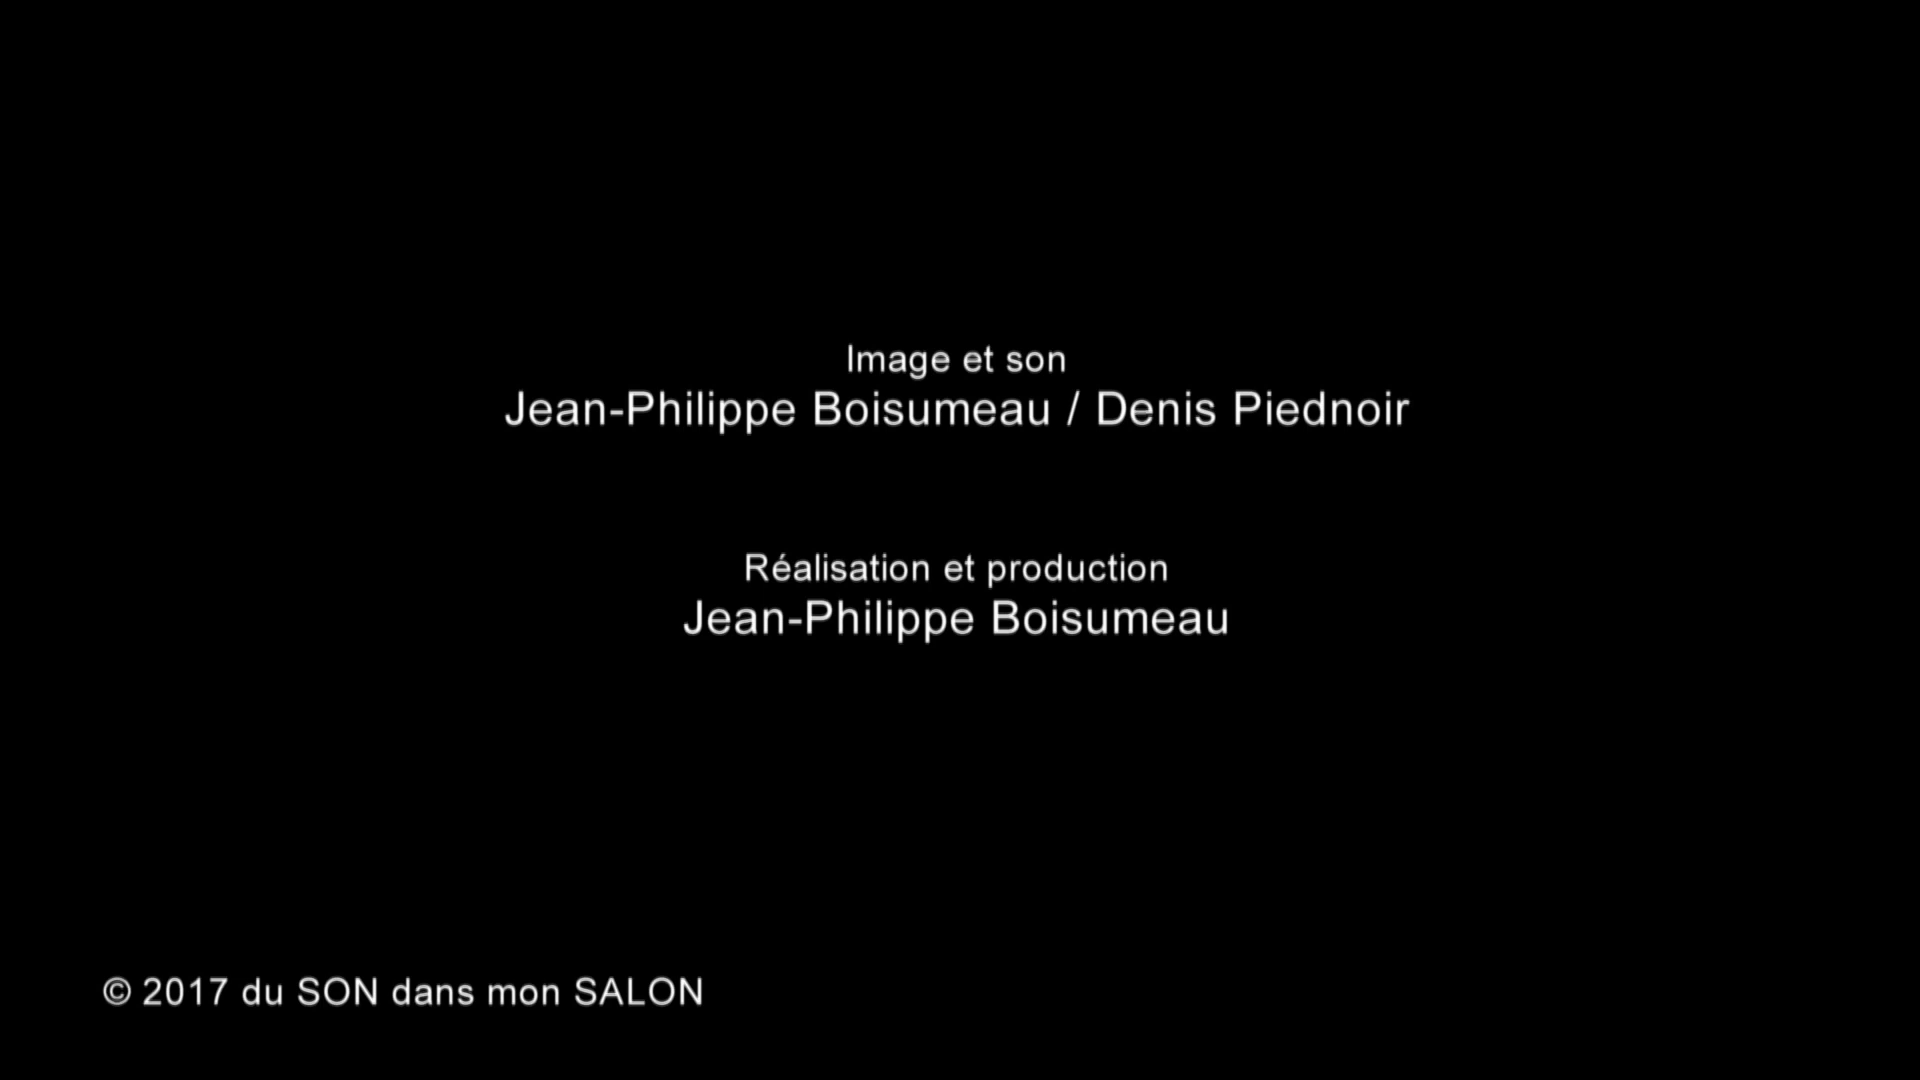 Image et son
Jean-Philippe Boisumeau / Denis Piednoir
Réalisation et production
Jean-Philippe Boisumeau
© 2017 du SON dans mon SALON